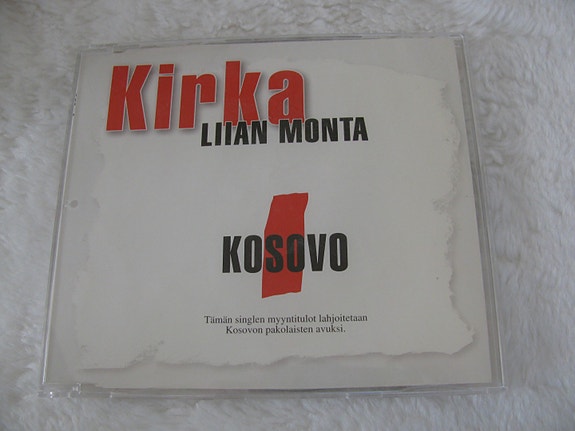 Kirka
LIIAN MONTA
KOSOVO
Tämän singlen myyntitulot lahjoitetaan
Kosovon pakolaisten avuksi.